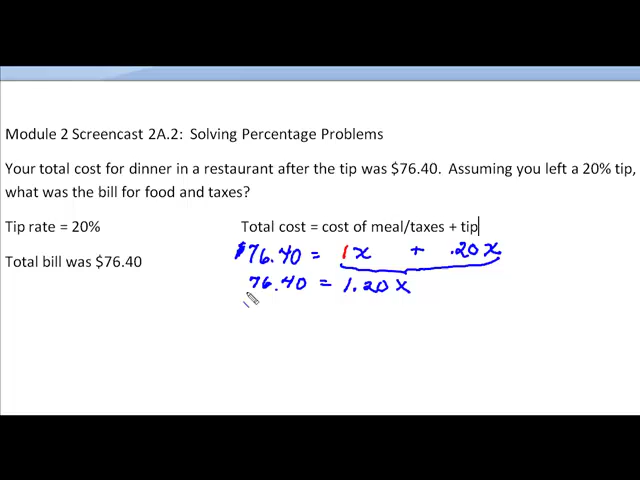 Module 2 Screencast 2A.2: Solving Percentage Problems
Your total cost for dinner in a restaurant after the tip was $76.40. Assuming you left a 20% tip,
what was the bill for food and taxes?
Tip rate = 20%
Total cost = cost of meal/taxes + tip
$76.40 = 1x + .20x
Total bill was $76.40
76.40 = 1.20x